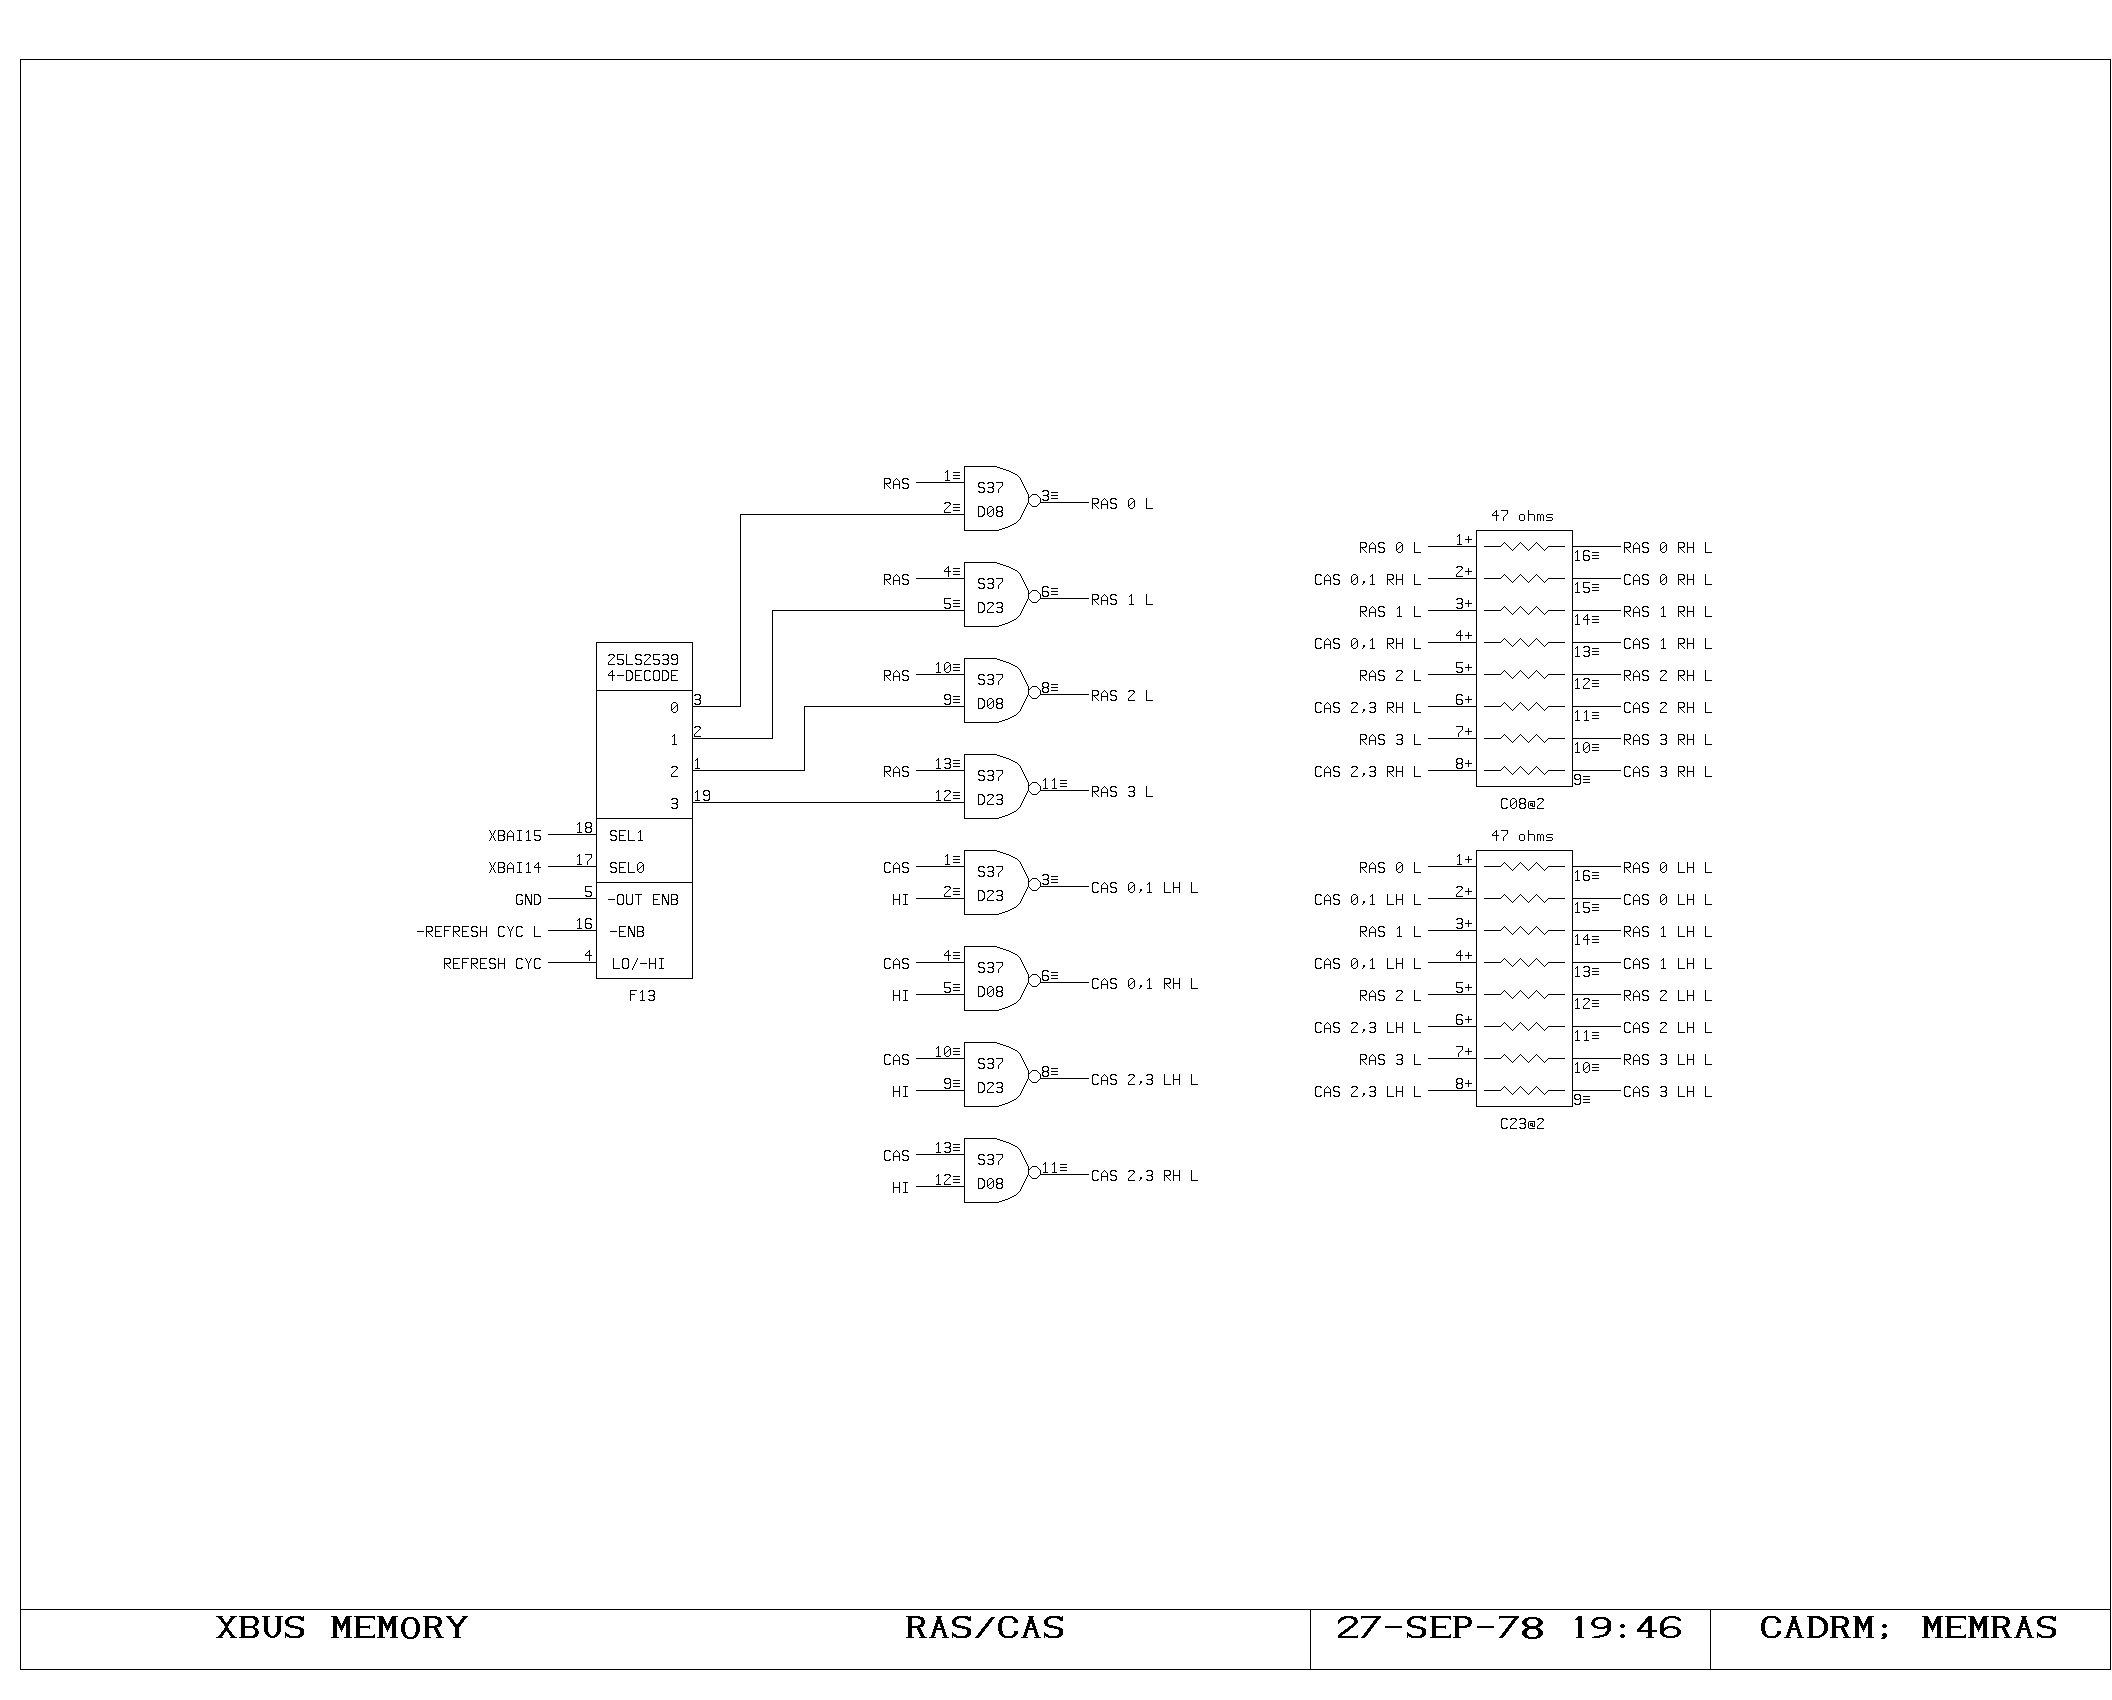 RAS 1≡ S37 3≡ RAS 0 L
2≡ D08
RAS 4≡ S37 6≡ RAS 1 L
5≡ D23
RAS 10≡ S37 8≡ RAS 2 L
9≡ D08
RAS 13≡ S37 11≡ RAS 3 L
12≡ D23
CAS 1≡ S37 3≡ CAS 0,1 LH L
HI 2≡ D23
CAS 4≡ S37 6≡ CAS 0,1 RH L
HI 5≡ D08
CAS 10≡ S37 8≡ CAS 2,3 LH L
HI 9≡ D23
CAS 13≡ S37 11≡ CAS 2,3 RH L
HI 12≡ D08
25LS2539
4-DECODE
0 3
1 2
2 1
3 19
XBAI15 18 SEL1
XBAI14 17 SEL0
GND 5 -OUT ENB
-REFRESH CYC L 16 -ENB
REFRESH CYC 4 LO/-HI
F13
47 ohms
RAS 0 L 1+ 16≡ RAS 0 RH L
CAS 0,1 RH L 2+ 15≡ CAS 0 RH L
RAS 1 L 3+ 14≡ RAS 1 RH L
CAS 0,1 RH L 4+ 13≡ CAS 1 RH L
RAS 2 L 5+ 12≡ RAS 2 RH L
CAS 2,3 RH L 6+ 11≡ CAS 2 RH L
RAS 3 L 7+ 10≡ RAS 3 RH L
CAS 2,3 RH L 8+ 9≡ CAS 3 RH L
C08@2
47 ohms
RAS 0 L 1+ 16≡ RAS 0 LH L
CAS 0,1 LH L 2+ 15≡ CAS 0 LH L
RAS 1 L 3+ 14≡ RAS 1 LH L
CAS 0,1 LH L 4+ 13≡ CAS 1 LH L
RAS 2 L 5+ 12≡ RAS 2 LH L
CAS 2,3 LH L 6+ 11≡ CAS 2 LH L
RAS 3 L 7+ 10≡ RAS 3 LH L
CAS 2,3 LH L 8+ 9≡ CAS 3 LH L
C23@2
XBUS MEMORY RAS/CAS 27-SEP-78 19:46 CADRM; MEMRAS